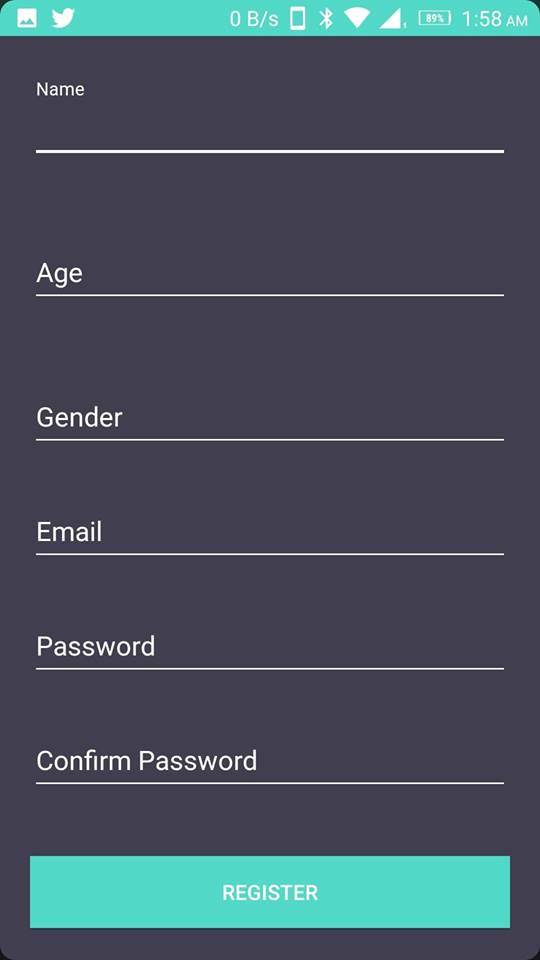 0 B/s 89% 1:58 AM
Name
Age
Gender
Email
Password
Confirm Password
REGISTER